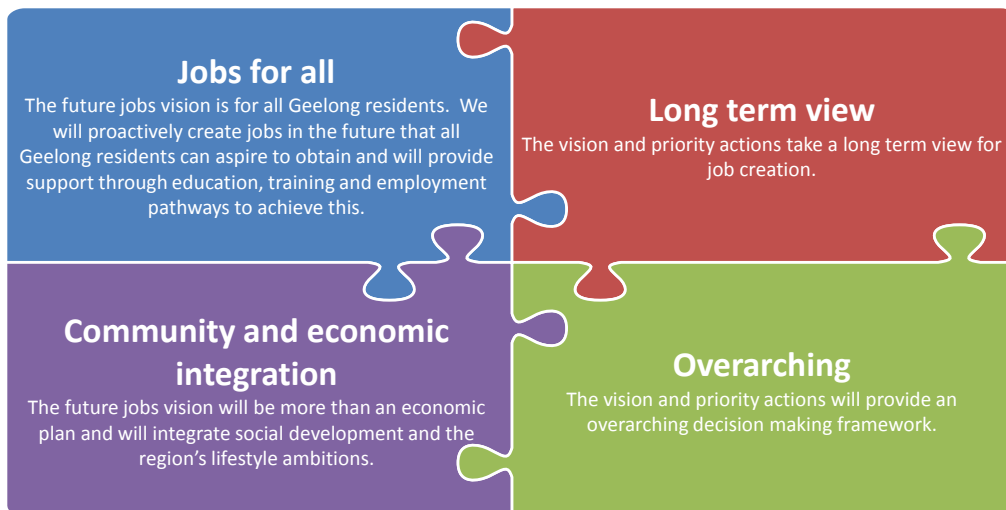 Jobs for all
The future jobs vision is for all Geelong residents.  We
will proactively create jobs in the future that all
Geelong residents can aspire to obtain and will provide
support through education, training and employment
pathways to achieve this.
Long term view
The vision and priority actions take a long term view for
job creation.
Community and economic
integration
The future jobs vision will be more than an economic
plan and will integrate social development and the
region’s lifestyle ambitions.
Overarching
The vision and priority actions will provide an
overarching decision making framework.